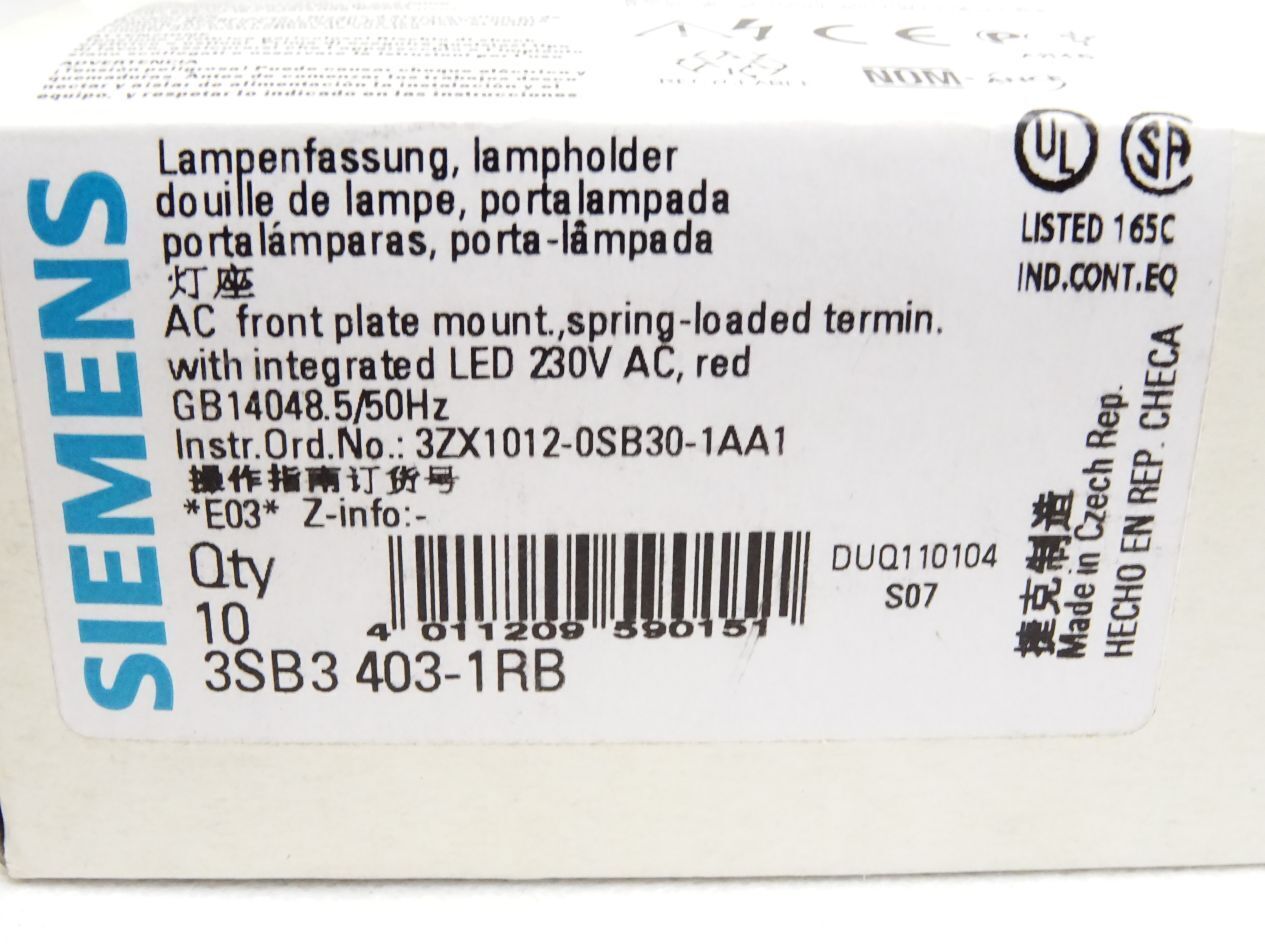 ADVERTENCIA
NOM
SIEMENS
Lampenfassung, lampholder
douille de lampe, portalampada
portalámparas, porta-lâmpada
灯座
AC front plate mount.,spring-loaded termin.
with integrated LED 230V AC, red
GB14048.5/50Hz
Instr.Ord.No.: 3ZX1012-0SB30-1AA1
操作指南订货号
*E03* Z-info:-
Qty
10
4 011209 590151
3SB3 403-1RB
DUQ110104
S07
UL
SA
LISTED 165C
IND.CONT.EQ
捷克制造
Made in Czech Rep.
HECHO EN REP. CHECA